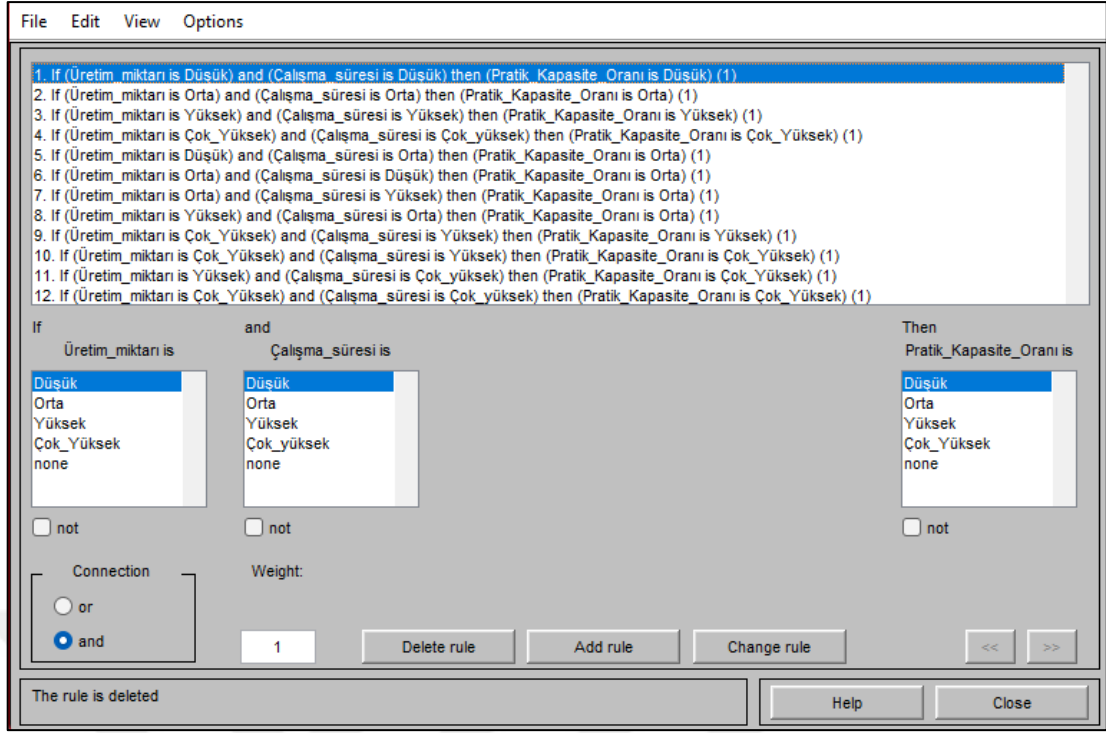 File Edit View Options
1. If (Üretim_miktarı is Düşük) and (Çalışma_süresi is Düşük) then (Pratik_Kapasite_Oranı is Düşük) (1)
2. If (Üretim_miktarı is Orta) and (Çalışma_süresi is Orta) then (Pratik_Kapasite_Oranı is Orta) (1)
3. If (Üretim_miktarı is Yüksek) and (Çalışma_süresi is Yüksek) then (Pratik_Kapasite_Oranı is Yüksek) (1)
4. If (Üretim_miktarı is Çok_Yüksek) and (Çalışma_süresi is Çok_yüksek) then (Pratik_Kapasite_Oranı is Çok_Yüksek) (1)
5. If (Üretim_miktarı is Düşük) and (Çalışma_süresi is Orta) then (Pratik_Kapasite_Oranı is Orta) (1)
6. If (Üretim_miktarı is Orta) and (Çalışma_süresi is Düşük) then (Pratik_Kapasite_Oranı is Orta) (1)
7. If (Üretim_miktarı is Orta) and (Çalışma_süresi is Yüksek) then (Pratik_Kapasite_Oranı is Orta) (1)
8. If (Üretim_miktarı is Yüksek) and (Çalışma_süresi is Orta) then (Pratik_Kapasite_Oranı is Orta) (1)
9. If (Üretim_miktarı is Çok_Yüksek) and (Çalışma_süresi is Yüksek) then (Pratik_Kapasite_Oranı is Yüksek) (1)
10. If (Üretim_miktarı is Çok_Yüksek) and (Çalışma_süresi is Yüksek) then (Pratik_Kapasite_Oranı is Çok_Yüksek) (1)
11. If (Üretim_miktarı is Yüksek) and (Çalışma_süresi is Çok_yüksek) then (Pratik_Kapasite_Oranı is Çok_Yüksek) (1)
12. If (Üretim_miktarı is Çok_Yüksek) and (Çalışma_süresi is Çok_yüksek) then (Pratik_Kapasite_Oranı is Çok_Yüksek) (1)
If and Then
Üretim_miktarı is Çalışma_süresi is Pratik_Kapasite_Oranı is
Düşük Düşük Düşük
Orta Orta Orta
Yüksek Yüksek Yüksek
Çok_Yüksek Çok_yüksek Çok_Yüksek
none none none
not not not
Connection Weight:
or
and 1 Delete rule Add rule Change rule << >>
The rule is deleted Help Close